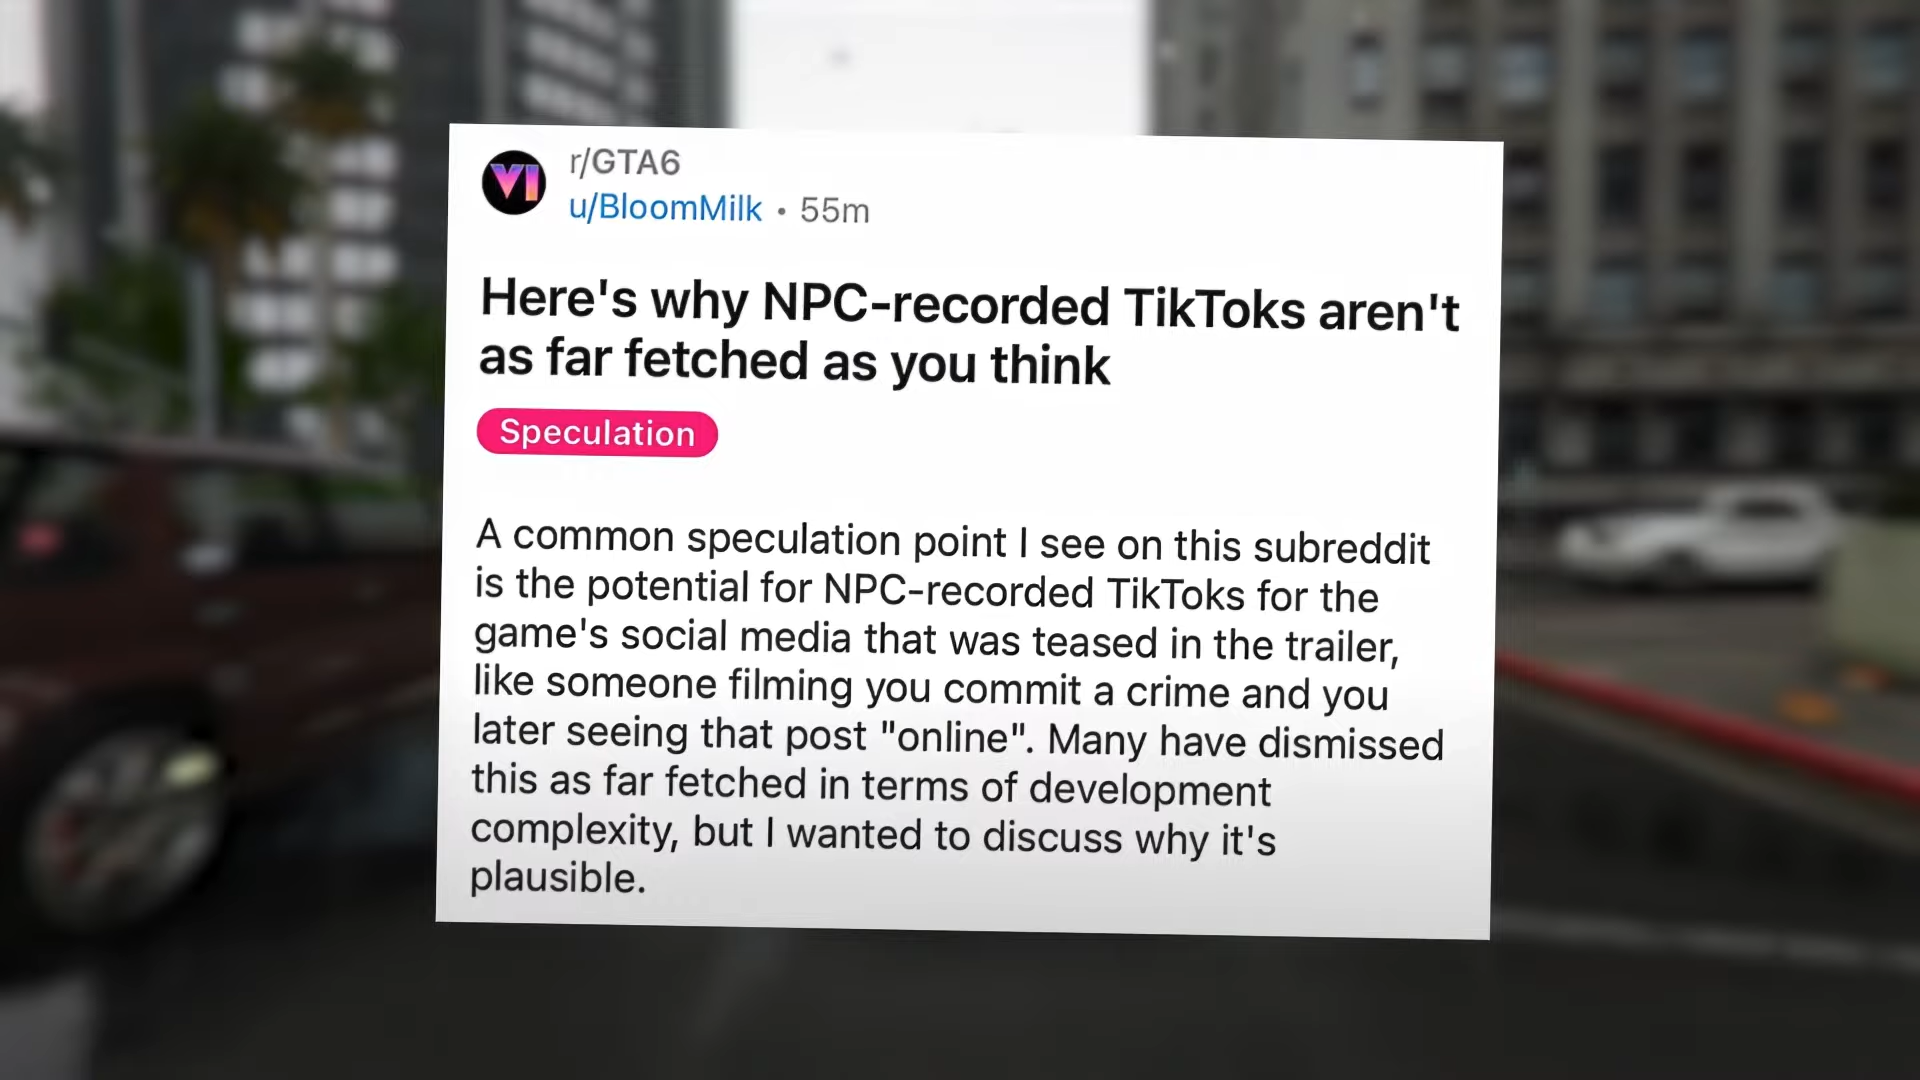 VI
r/GTA6
u/BloomMilk • 55m
Here's why NPC-recorded TikToks aren't
as far fetched as you think
Speculation
A common speculation point I see on this subreddit
is the potential for NPC-recorded TikToks for the
game's social media that was teased in the trailer,
like someone filming you commit a crime and you
later seeing that post "online". Many have dismissed
this as far fetched in terms of development
complexity, but I wanted to discuss why it's
plausible.